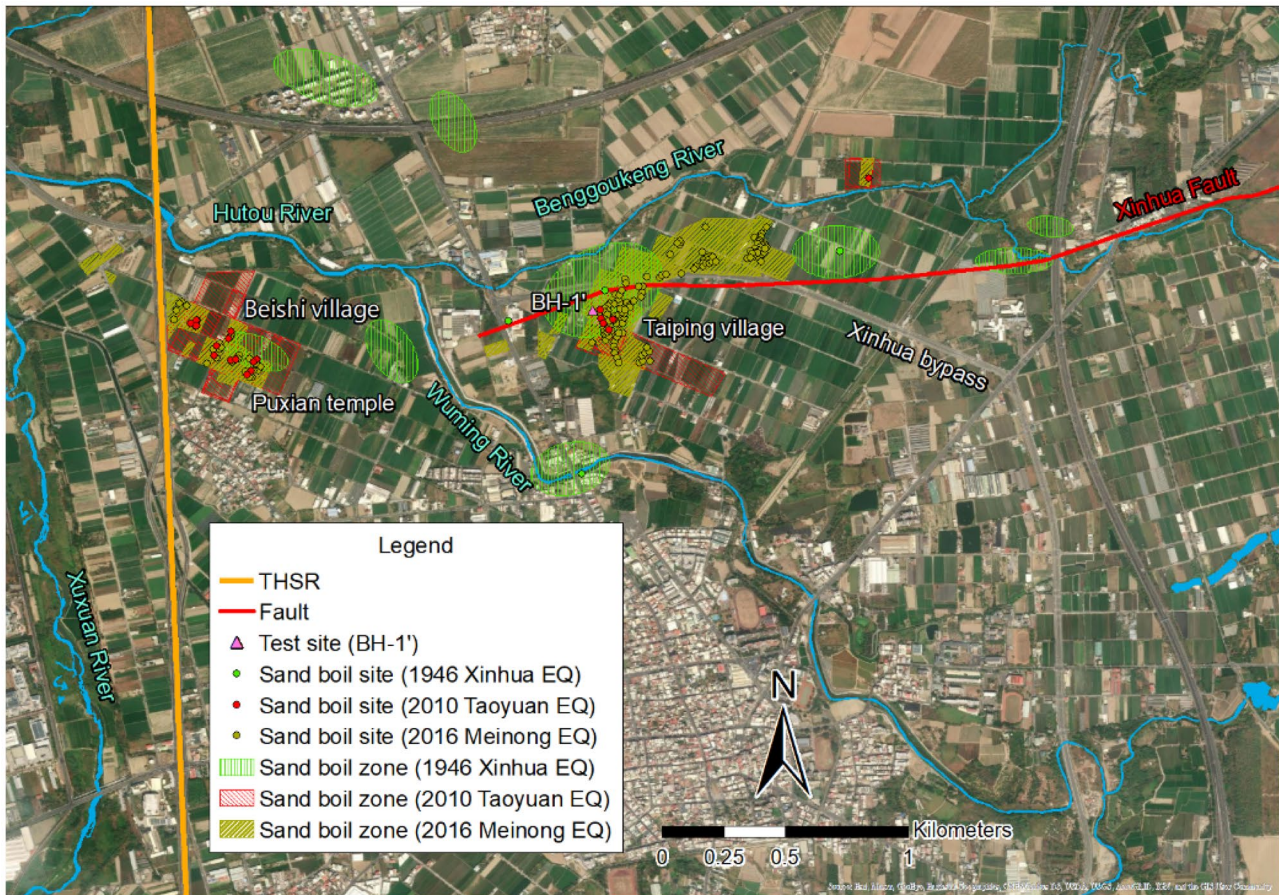 Benggoukeng River
Hutou River
Xinhua Fault
Beishi village
BH-1'
Taiping village
Xinhua bypass
Puxian temple
Wuming River
Xuxuan River
Legend
THSR
Fault
Test site (BH-1')
Sand boil site (1946 Xinhua EQ)
Sand boil site (2010 Taoyuan EQ)
Sand boil site (2016 Meinong EQ)
Sand boil zone (1946 Xinhua EQ)
Sand boil zone (2010 Taoyuan EQ)
Sand boil zone (2016 Meinong EQ)
N
Kilometers
0 0.25 0.5 1